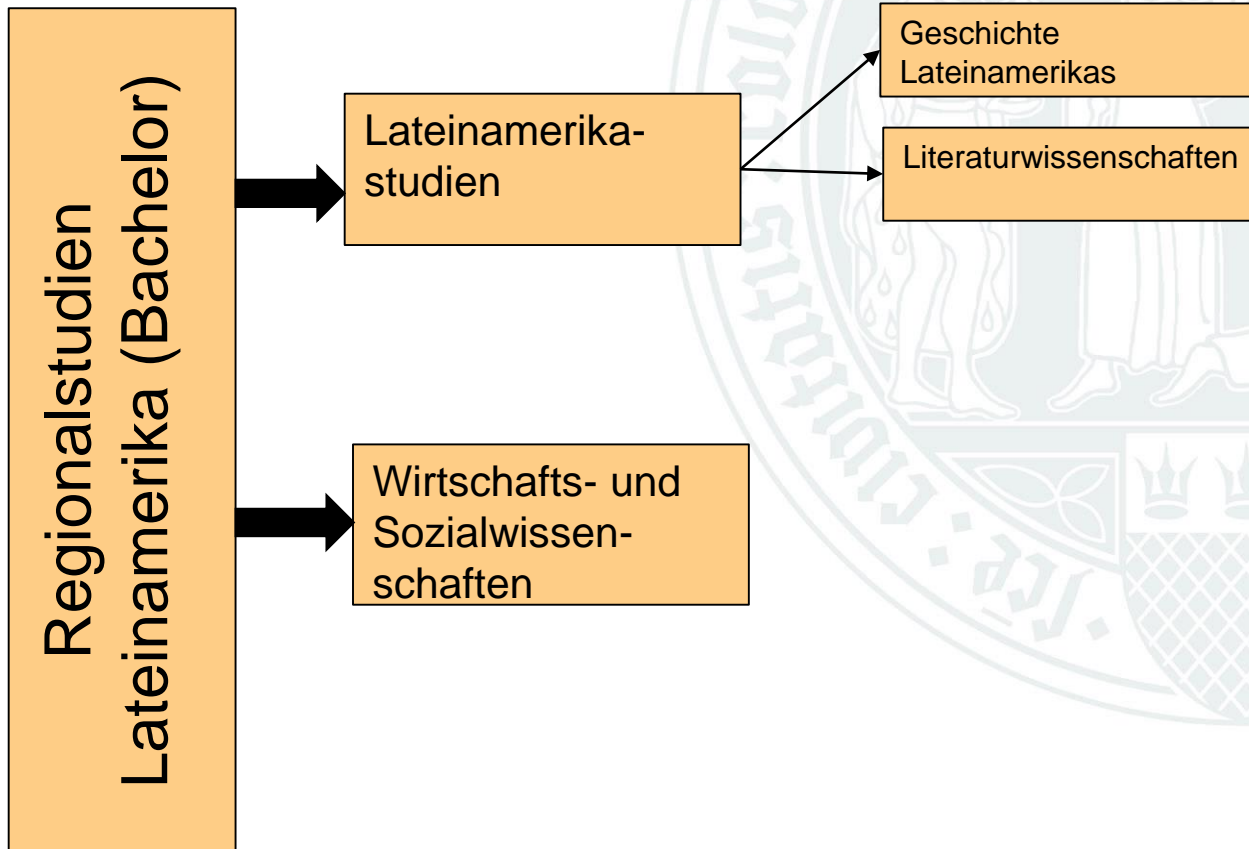 Regionalstudien
Lateinamerika (Bachelor)
Lateinamerika-
studien
Geschichte
Lateinamerikas
Literaturwissenschaften
Wirtschafts- und
Sozialwissen-
schaften